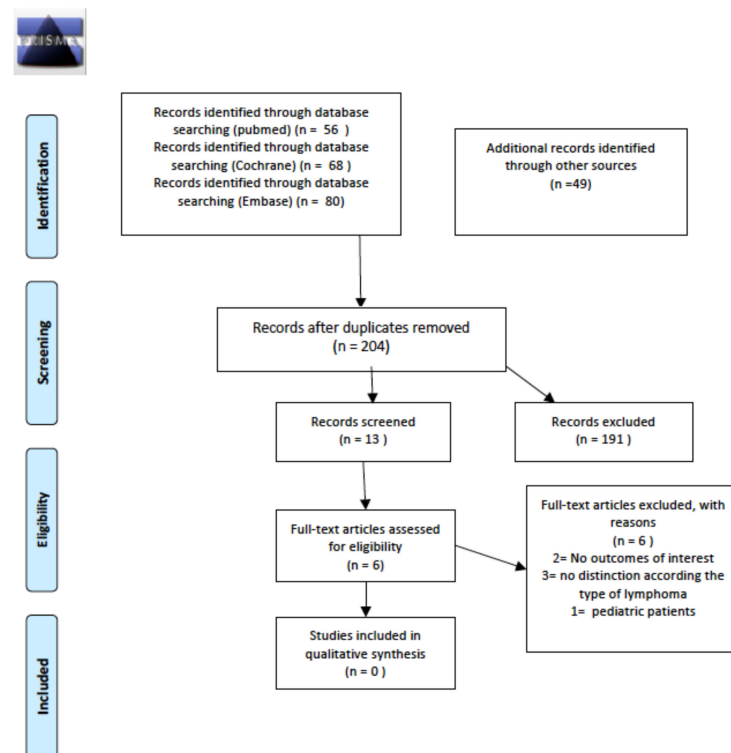 PRISMA
Identification
Records identified through database
searching (pubmed) (n = 56 )
Records identified through database
searching (Cochrane) (n = 68 )
Records identified through database
searching (Embase) (n = 80)
Additional records identified
through other sources
(n =49)
Screening
Records after duplicates removed
(n = 204)
Records screened
(n = 13 )
Records excluded
(n = 191 )
Eligibility
Full-text articles assessed
for eligibility
(n = 6)
Full-text articles excluded, with
reasons
(n = 6 )
2= No outcomes of interest
3= no distinction according the
type of lymphoma
1= pediatric patients
Included
Studies included in
qualitative synthesis
(n = 0 )